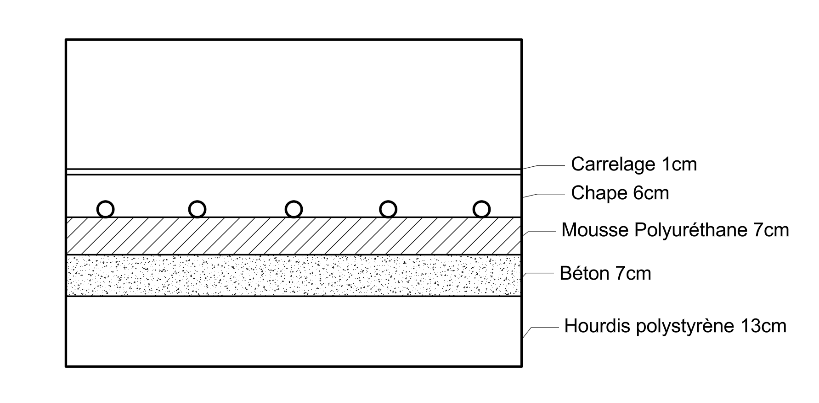 Carrelage 1cm
Chape 6cm
Mousse Polyuréthane 7cm
Béton 7cm
Hourdis polystyrène 13cm